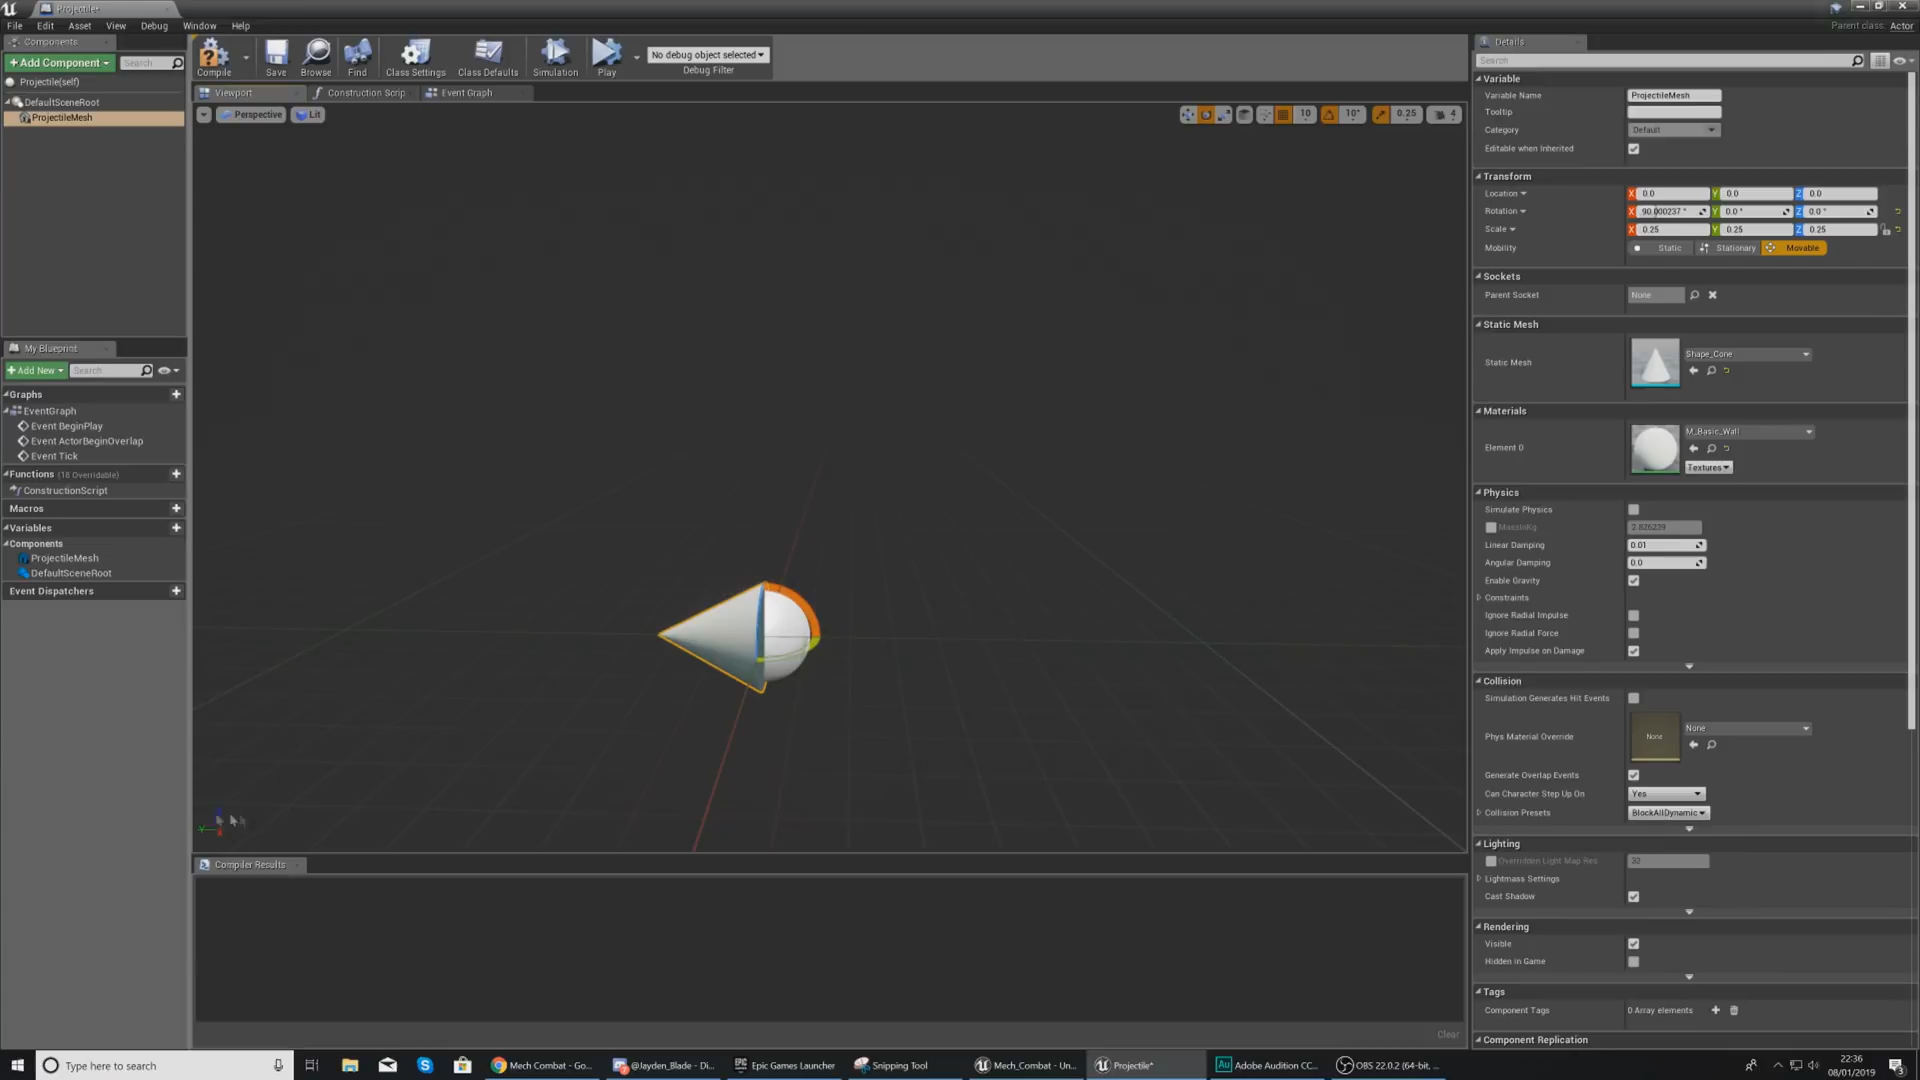 Projectile*
File Edit Asset View Window Debug Window Help
Parent class: Actor
Components
+Add Component
Search
Projectile(self)
DefaultSceneRoot
ProjectileMesh
My Blueprint
+Add New
Search
Graphs
EventGraph
Event BeginPlay
Event ActorBeginOverlap
Event Tick
Functions (18 Overridable)
ConstructionScript
Macros
Variables
Components
ProjectileMesh
DefaultSceneRoot
Event Dispatchers
Compile Save Browse Find Class Settings Class Defaults Simulation Play
No debug object selected
Debug Filter
Viewport Construction Scrip Event Graph
Perspective Lit
10 10° 0.25 4
Compiler Results
Clear
Details
Search
Variable
Variable Name ProjectileMesh
Tooltip
Category Default
Editable when Inherited
Transform
Location X 0.0 Y 0.0 Z 0.0
Rotation X 90.000237 ° Y 0.0 ° Z 0.0 °
Scale X 0.25 Y 0.25 Z 0.25
Mobility Static Stationary Movable
Sockets
Parent Socket None
Static Mesh
Static Mesh Shape_Cone
Materials
Element 0 M_Basic_Wall
Textures
Physics
Simulate Physics
MassInKg 2.826239
Linear Damping 0.01
Angular Damping 0.0
Enable Gravity
Constraints
Ignore Radial Impulse
Ignore Radial Force
Apply Impulse on Damage
Collision
Simulation Generates Hit Events
Phys Material Override None None
Generate Overlap Events
Can Character Step Up On Yes
Collision Presets BlockAllDynamic
Lighting
Overridden Light Map Res 32
Lightmass Settings
Cast Shadow
Rendering
Visible
Hidden in Game
Tags
Component Tags 0 Array elements
Component Replication
Type here to search
Mech Combat - Go...
@Jayden_Blade - Di...
Epic Games Launcher
Snipping Tool
Mech_Combat - Un...
Projectile*
Adobe Audition CC...
OBS 22.0.2 (64-bit, ...
22:36
08/01/2019